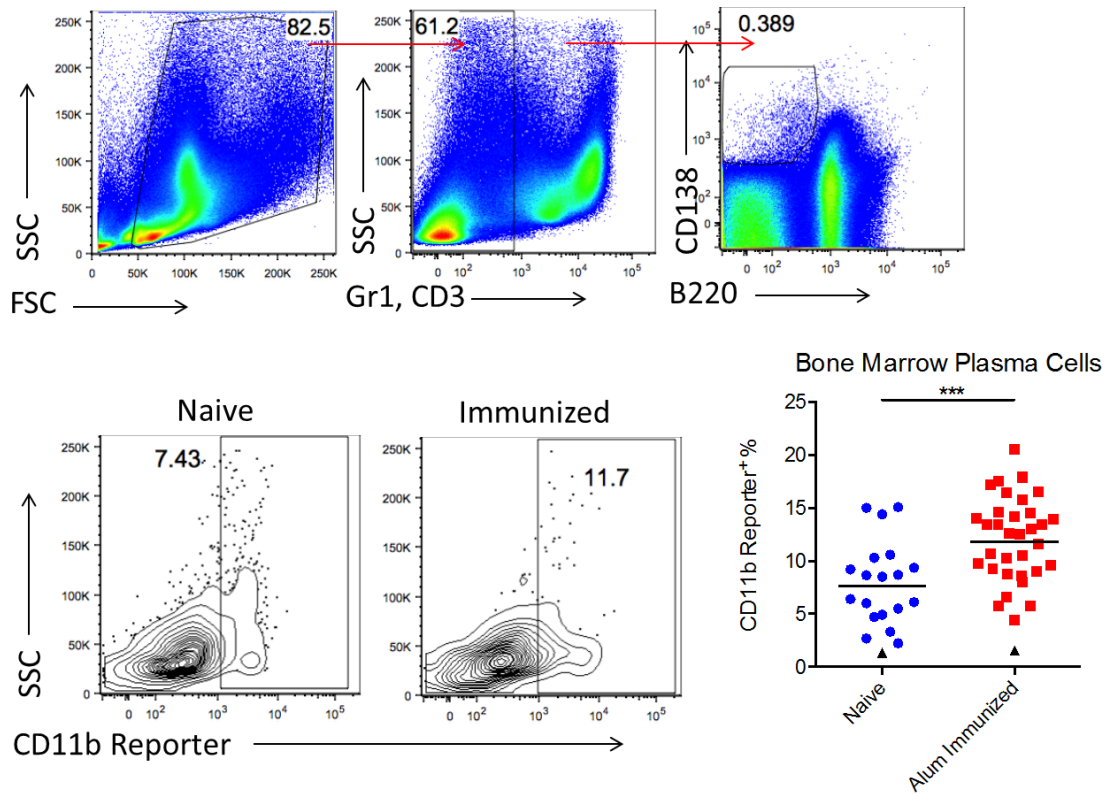 82.5
250K
200K
150K
100K
50K
0
0 50K 100K 150K 200K 250K
SSC
FSC
61.2
250K
200K
150K
100K
50K
0
0 10² 10³ 10⁴ 10⁵
SSC
Gr1, CD3
0.389
10⁵
10⁴
10³
10²
0
0 10² 10³ 10⁴ 10⁵
CD138
B220
Naive
7.43
250K
200K
150K
100K
50K
0
0 10² 10³ 10⁴ 10⁵
SSC
Immunized
11.7
250K
200K
150K
100K
50K
0
0 10² 10³ 10⁴ 10⁵
CD11b Reporter
Bone Marrow Plasma Cells
***
25
20
15
10
5
0
CD11b Reporter⁺%
Naive
Alum Immunized